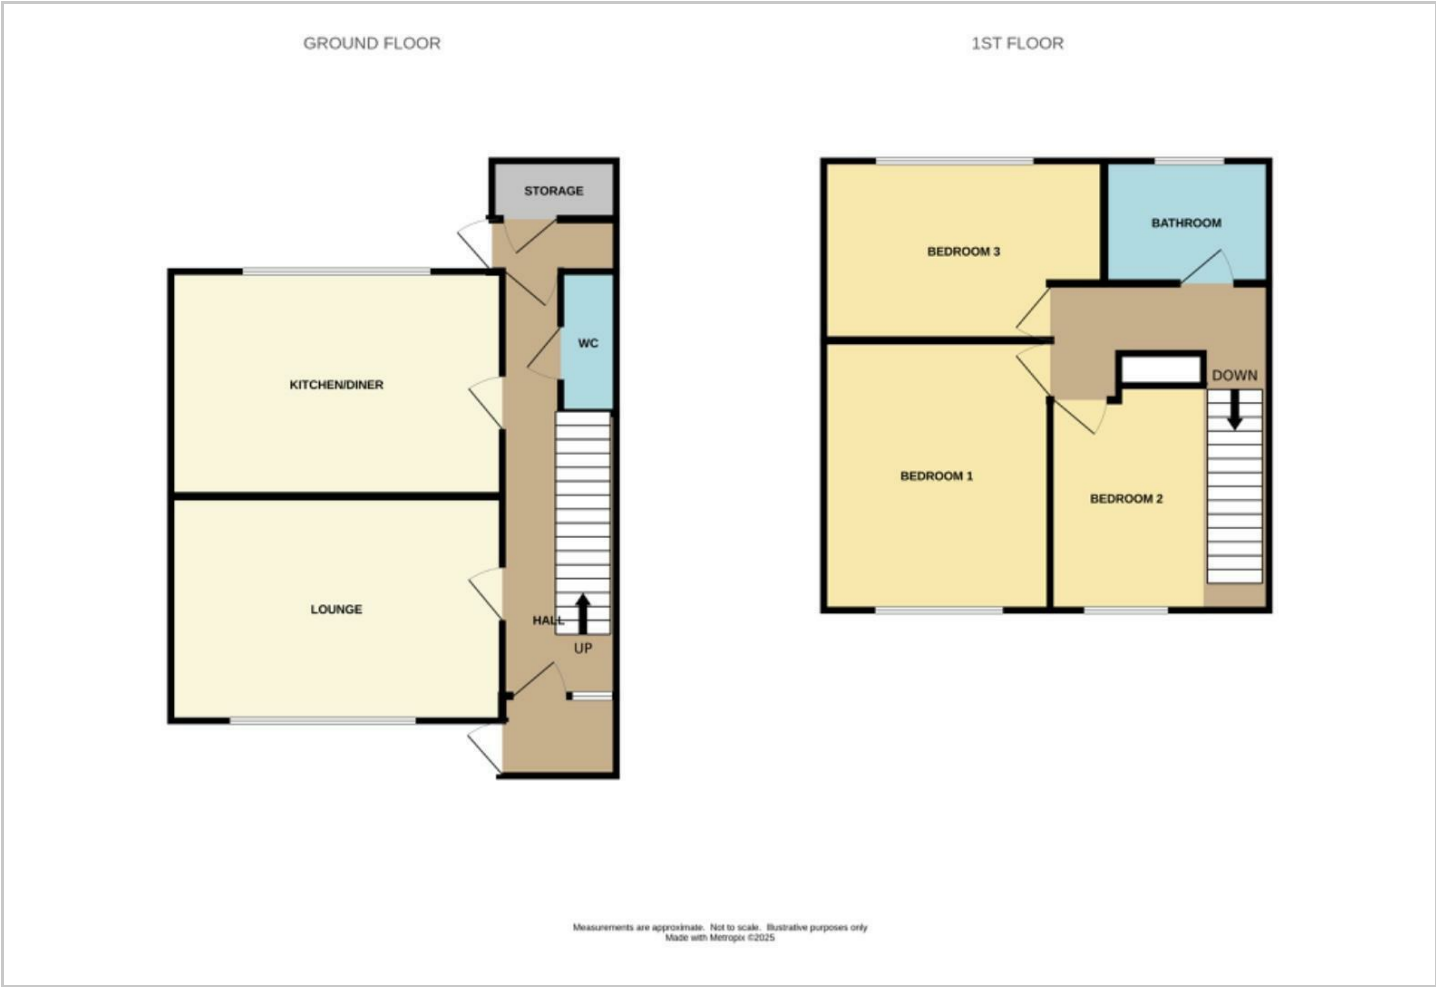 GROUND FLOOR
1ST FLOOR
STORAGE
WC
KITCHEN/DINER
LOUNGE
HALL
UP
BEDROOM 3
BATHROOM
DOWN
BEDROOM 1
BEDROOM 2
Measurements are approximate. Not to scale. Illustrative purposes only
Made with Metropix ©2025